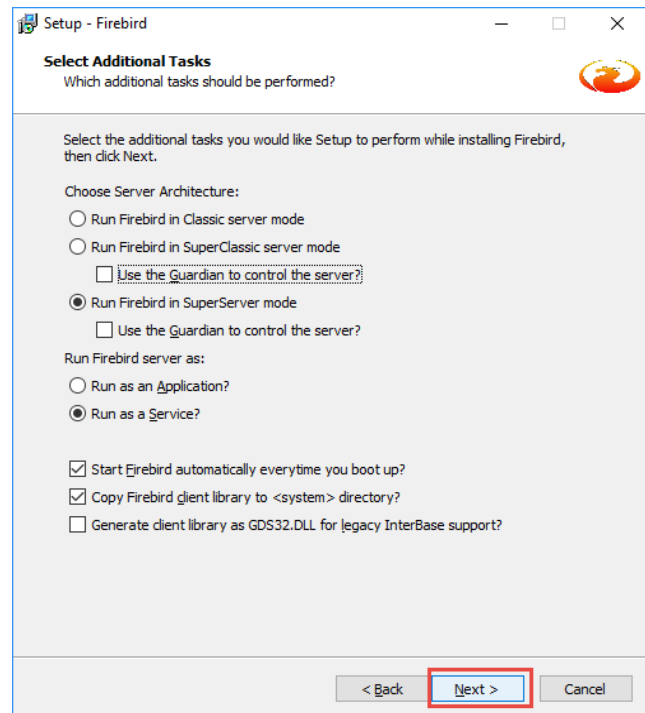 Setup - Firebird
Select Additional Tasks
Which additional tasks should be performed?
Select the additional tasks you would like Setup to perform while installing Firebird,
then click Next.
Choose Server Architecture:
Run Firebird in Classic server mode
Run Firebird in SuperClassic server mode
Use the Guardian to control the server?
Run Firebird in SuperServer mode
Use the Guardian to control the server?
Run Firebird server as:
Run as an Application?
Run as a Service?
Start Firebird automatically everytime you boot up?
Copy Firebird client library to <system> directory?
Generate client library as GDS32.DLL for legacy InterBase support?
< Back Next > Cancel